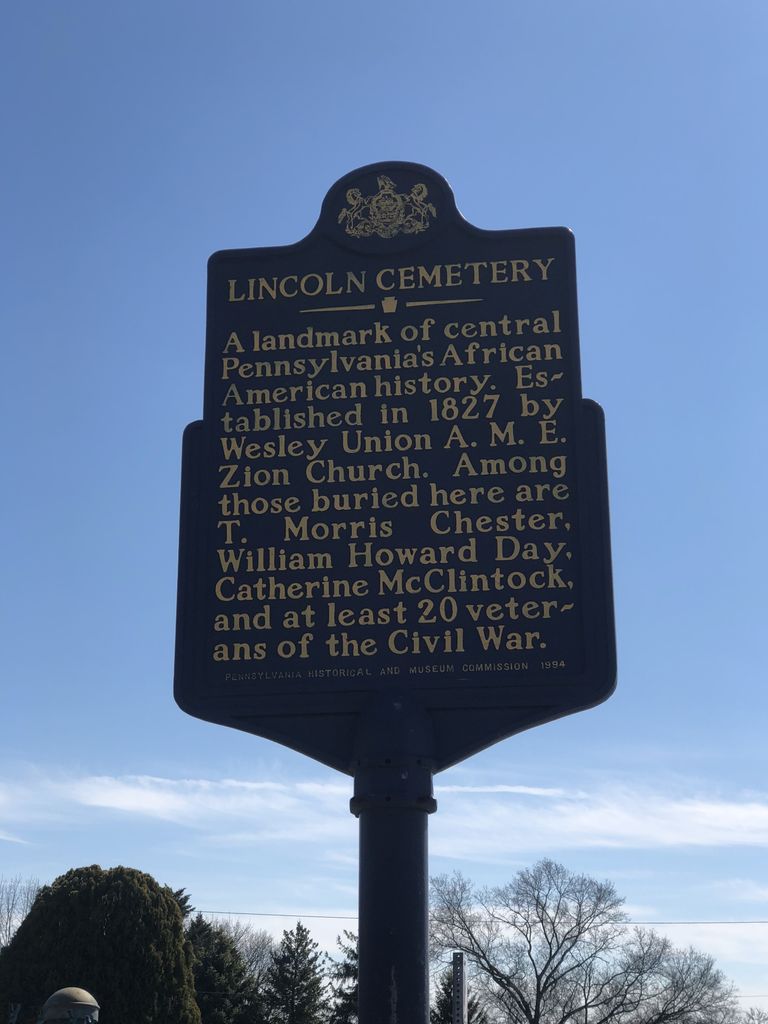 LINCOLN CEMETERY
A landmark of central
Pennsylvania's African
American history. Es-
tablished in 1827 by
Wesley Union A. M. E.
Zion Church. Among
those buried here are
T. Morris Chester,
William Howard Day,
Catherine McClintock,
and at least 20 veter-
ans of the Civil War.
PENNSYLVANIA HISTORICAL AND MUSEUM COMMISSION 1994